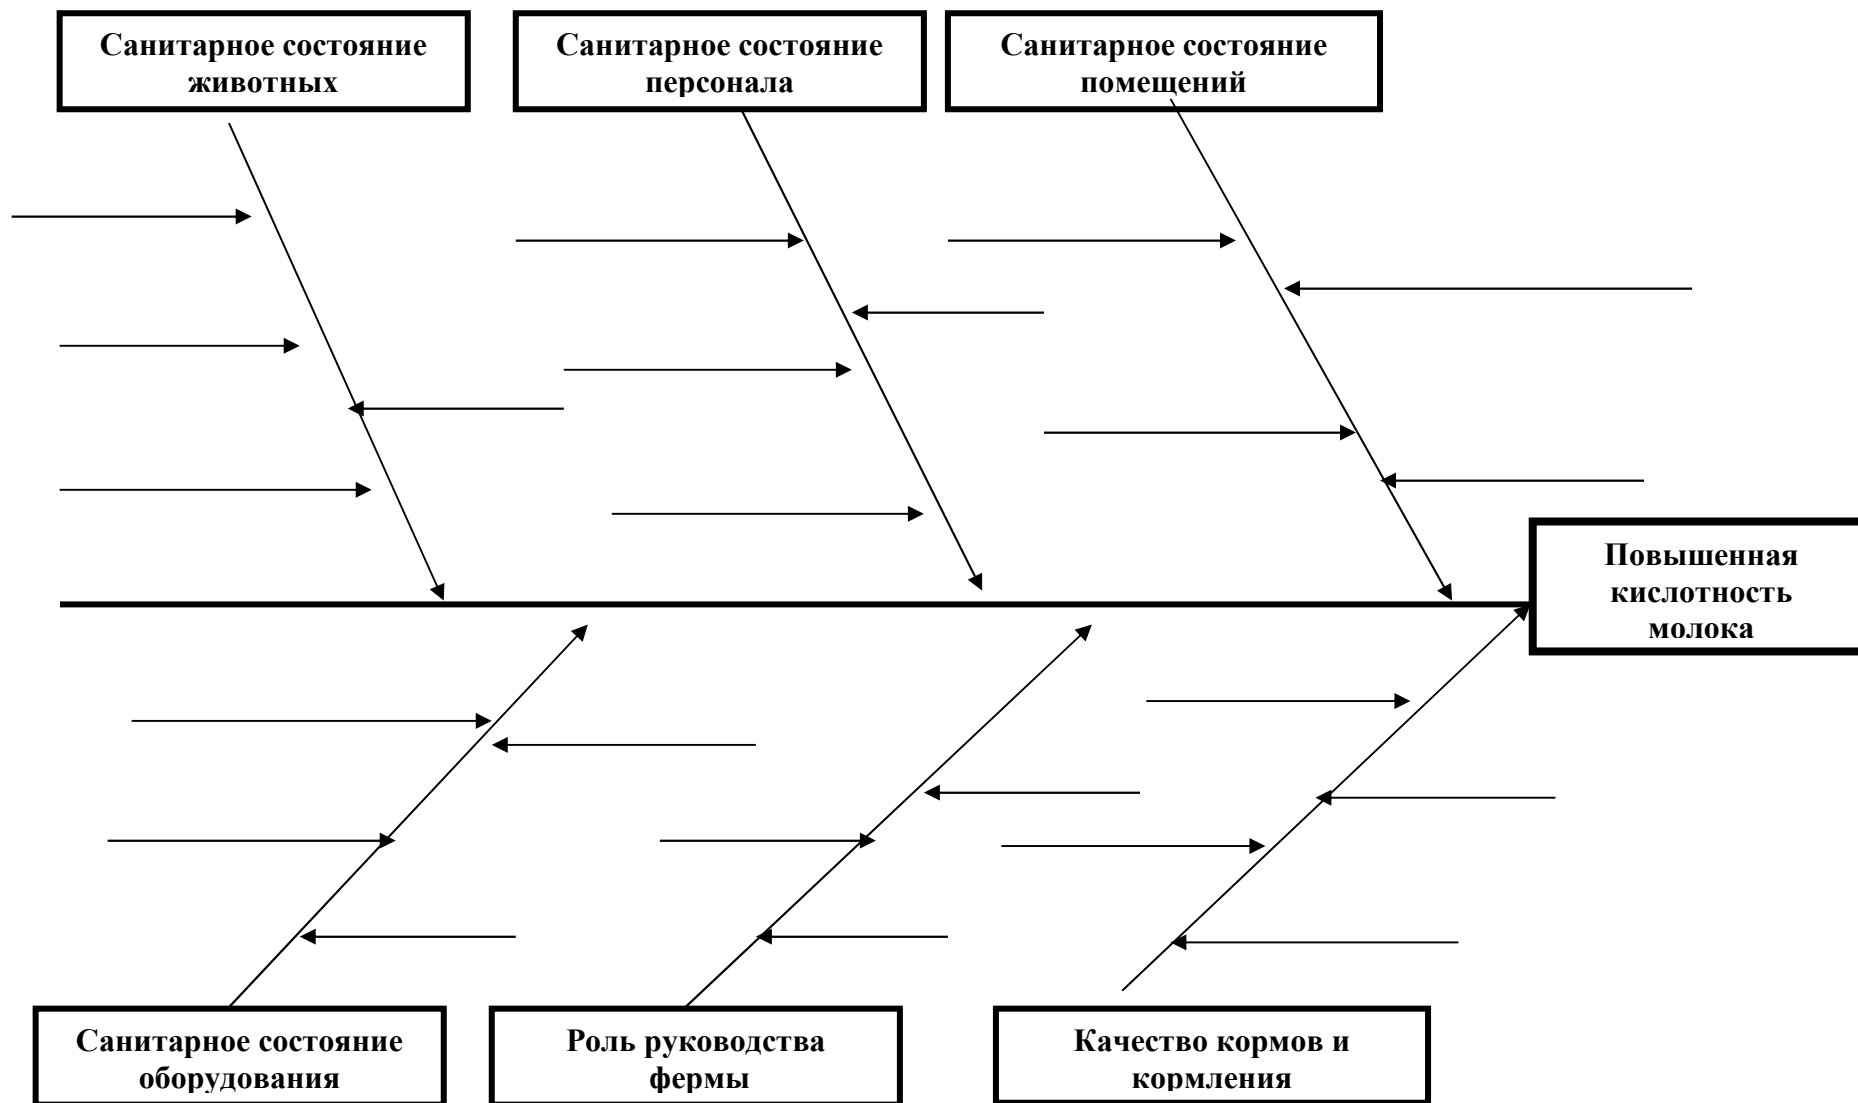 Санитарное состояние
животных
Санитарное состояние
персонала
Санитарное состояние
помещений
Повышенная
кислотность
молока
Санитарное состояние
оборудования
Роль руководства
фермы
Качество кормов и
кормления